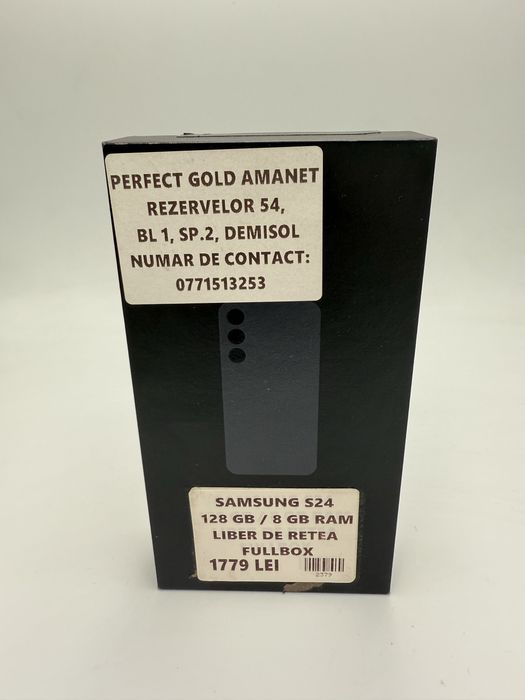 PERFECT GOLD AMANET
REZERVELOR 54,
BL 1, SP.2, DEMISOL
NUMAR DE CONTACT:
0771513253
SAMSUNG S24
128 GB / 8 GB RAM
LIBER DE RETEA
FULLBOX
1779 LEI
2379